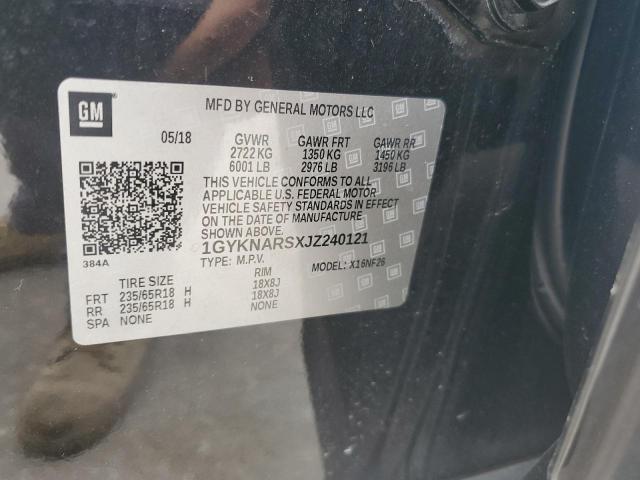 GM
MFD BY GENERAL MOTORS LLC
05/18 GVWR GAWR FRT GAWR RR
2722 KG 1350 KG 1450 KG
6001 LB 2976 LB 3196 LB
THIS VEHICLE CONFORMS TO ALL
APPLICABLE U.S. FEDERAL MOTOR
VEHICLE SAFETY STANDARDS IN EFFECT
ON THE DATE OF MANUFACTURE
SHOWN ABOVE.
1GYKNARSXJZ240121
384A
TYPE: M.P.V. MODEL: X16NF26
TIRE SIZE RIM
FRT 235/65R18 H 18X8J
RR 235/65R18 H 18X8J
SPA NONE NONE